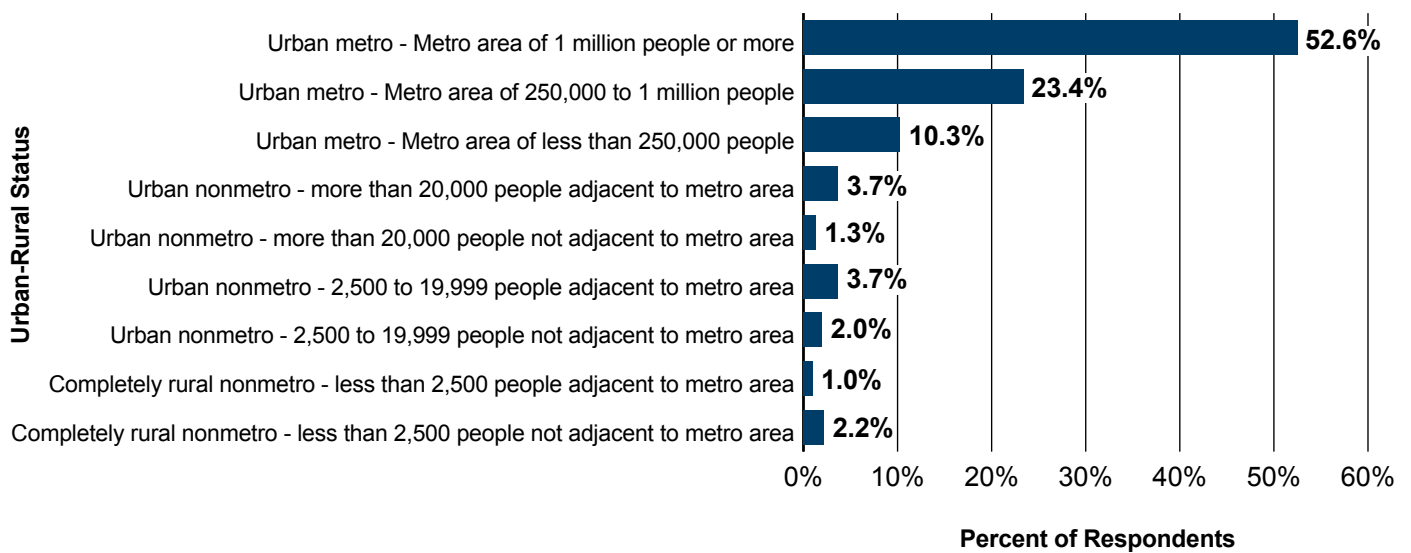 Urban-Rural Status
Urban metro - Metro area of 1 million people or more 52.6%
Urban metro - Metro area of 250,000 to 1 million people 23.4%
Urban metro - Metro area of less than 250,000 people 10.3%
Urban nonmetro - more than 20,000 people adjacent to metro area 3.7%
Urban nonmetro - more than 20,000 people not adjacent to metro area 1.3%
Urban nonmetro - 2,500 to 19,999 people adjacent to metro area 3.7%
Urban nonmetro - 2,500 to 19,999 people not adjacent to metro area 2.0%
Completely rural nonmetro - less than 2,500 people adjacent to metro area 1.0%
Completely rural nonmetro - less than 2,500 people not adjacent to metro area 2.2%
0% 10% 20% 30% 40% 50% 60%
Percent of Respondents